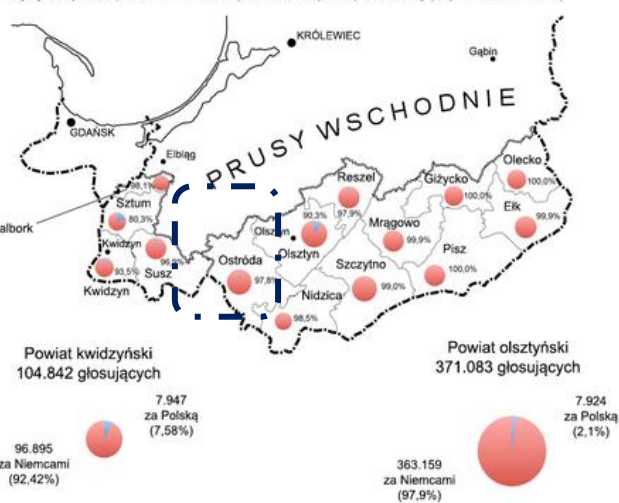 KRÓLEWIEC
Gąbin
GDAŃSK
Elbląg
PRUSY WSCHODNIE
98,1%
albork
Sztum
80,3%
Kwidzyn
93,5%
Kwidzyn
96,9%
Susz
Ostróda
97,8%
Olsztyn
90,3%
Olsztyn
Reszel
97,9%
Nidzica
98,5%
Szczytno
99,0%
Mrągowo
99,9%
Giżycko
100,0%
Pisz
100,0%
Olecko
100,0%
Ełk
99,9%
Powiat kwidzyński
104.842 głosujących
7.947
za Polską
(7,58%)
96.895
za Niemcami
(92,42%)
Powiat olsztyński
371.083 głosujących
7.924
za Polską
(2,1%)
363.159
za Niemcami
(97,9%)